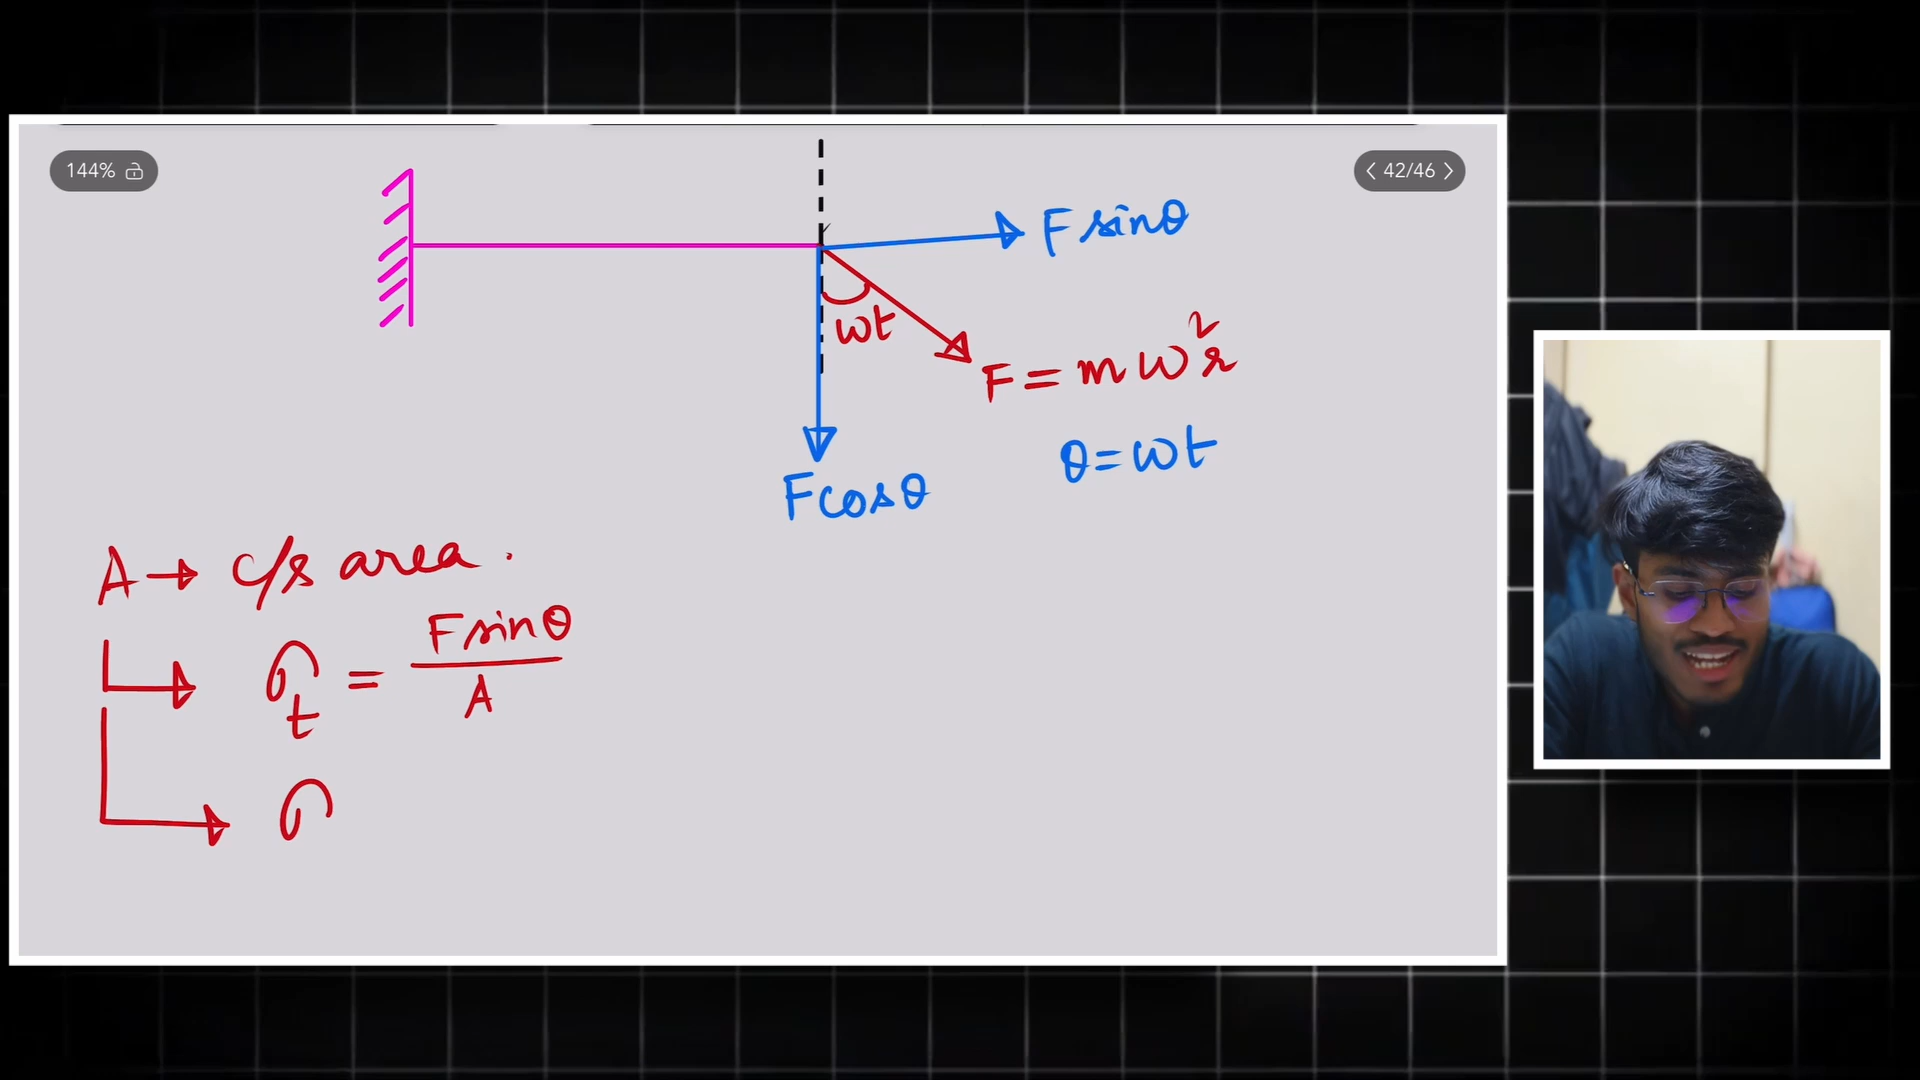 144%
< 42/46 >
F sinθ
ωt
F = mω²r
θ = ωt
F cosθ
A → c/s area.
σt = F sinθ / A
σ